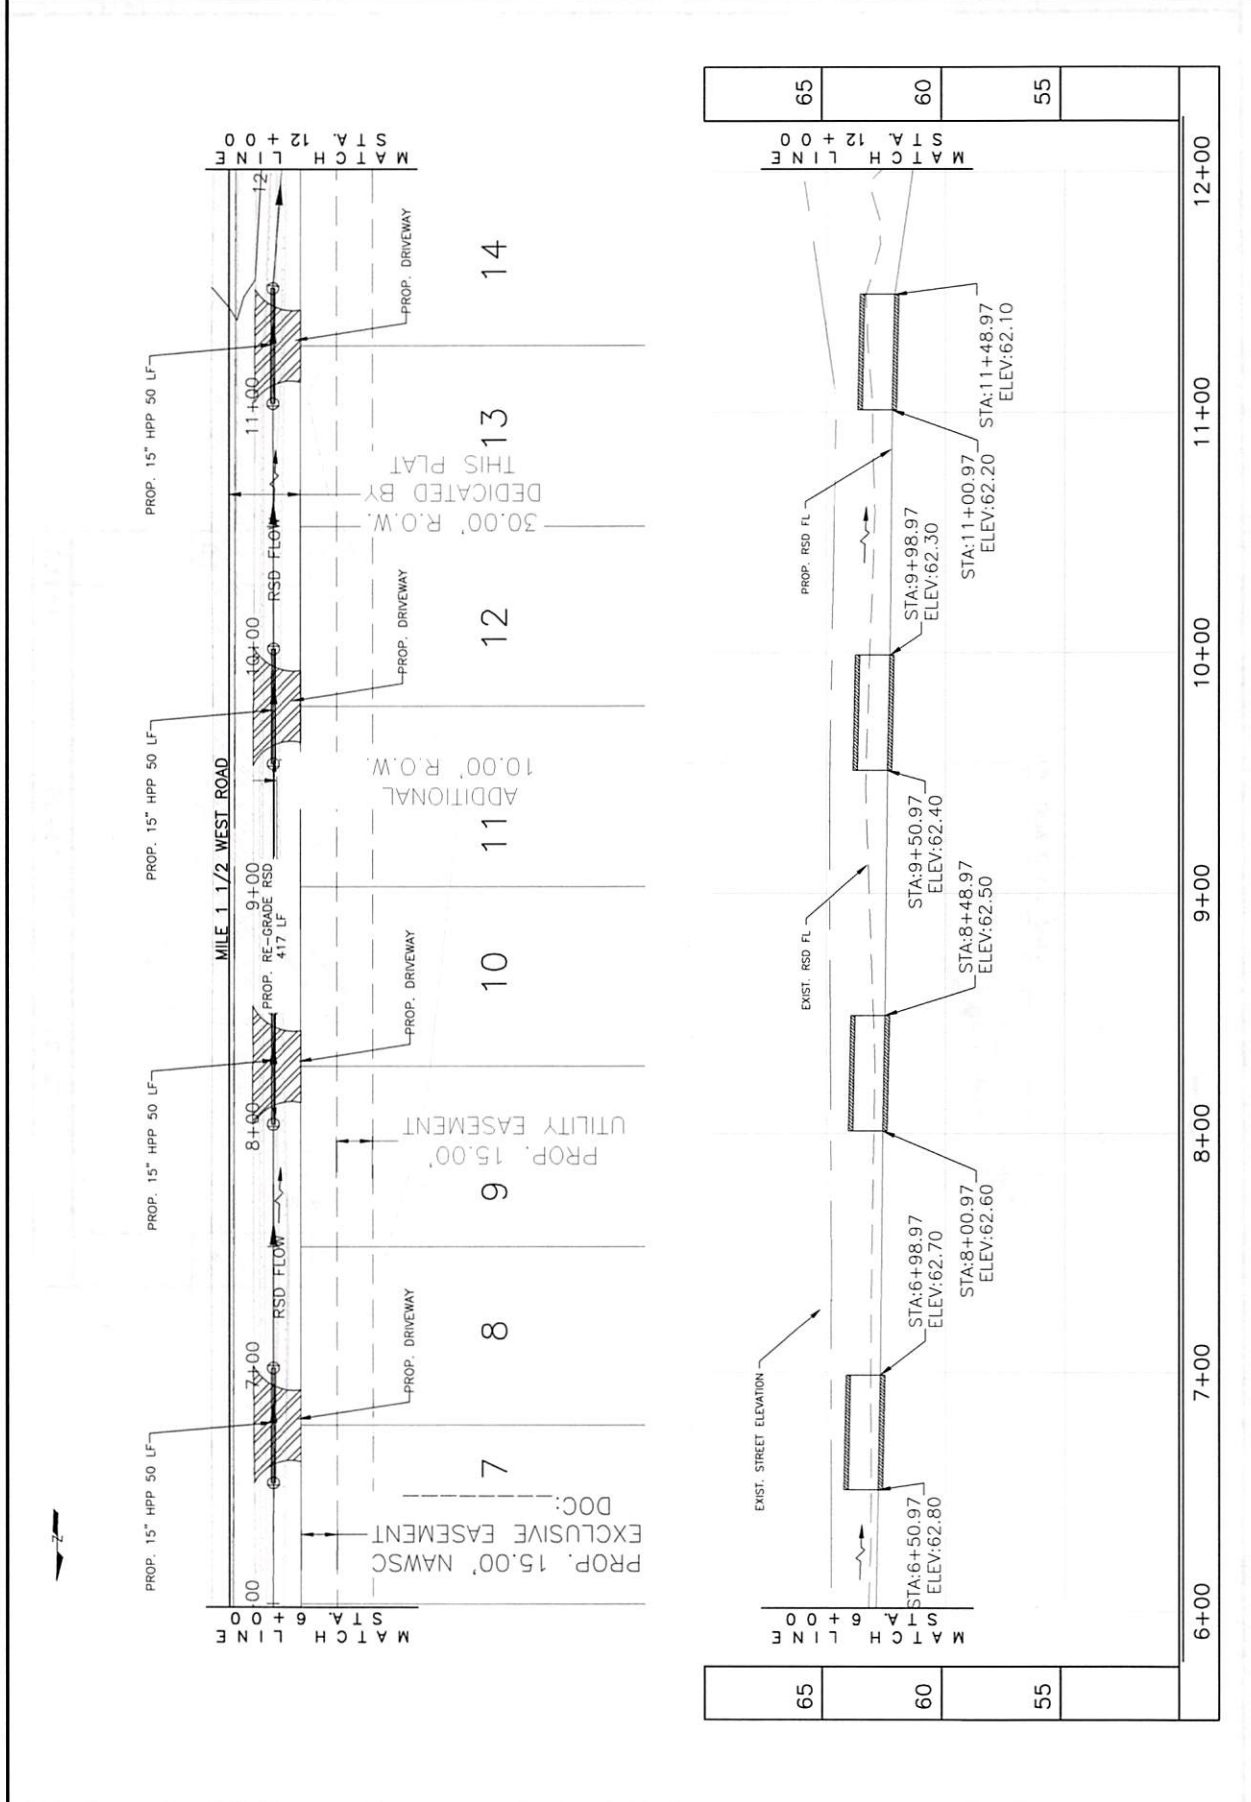 Z
PROP. 15" HPP 50 LF
PROP. 15" HPP 50 LF
PROP. 15" HPP 50 LF
PROP. 15" HPP 50 LF
MILE 1 1/2 WEST ROAD
MATCH LINE
STA. 6+00
00
7+00
8+00
9+00
10+00
11+00
12
MATCH LINE
STA. 12+00
RSD FLOW
PROP. RE-GRADE RSD
417 LF
RSD FLOW
PROP. DRIVEWAY
PROP. DRIVEWAY
PROP. DRIVEWAY
PROP. DRIVEWAY
PROP. 15.00' NAWSC
EXCLUSIVE EASEMENT
DOC:
PROP. 15.00'
UTILITY EASEMENT
ADDITIONAL
10.00' R.O.W.
30.00' R.O.W.
DEDICATED BY
THIS PLAT
7
8
9
10
11
12
13
14
65
60
55
MATCH LINE
STA. 6+00
EXIST. STREET ELEVATION
EXIST. RSD FL
PROP. RSD FL
MATCH LINE
STA. 12+00
STA:6+50.97
ELEV:62.80
STA:6+98.97
ELEV:62.70
STA:8+00.97
ELEV:62.60
STA:8+48.97
ELEV:62.50
STA:9+50.97
ELEV:62.40
STA:9+98.97
ELEV:62.30
STA:11+00.97
ELEV:62.20
STA:11+48.97
ELEV:62.10
65
60
55
6+00
7+00
8+00
9+00
10+00
11+00
12+00